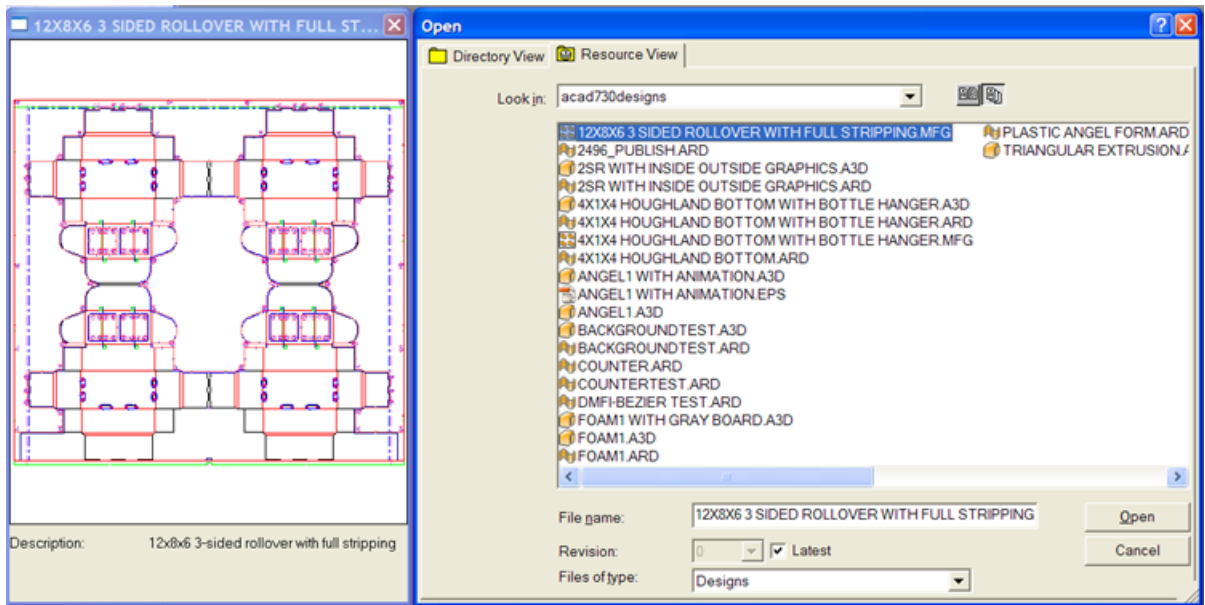 12X8X6 3 SIDED ROLLOVER WITH FULL ST...
Description: 12x8x6 3-sided rollover with full stripping
Open
Directory View Resource View
Look in: acad730designs
12X8X6 3 SIDED ROLLOVER WITH FULL STRIPPING.MFG
2496_PUBLISH.ARD
2SR WITH INSIDE OUTSIDE GRAPHICS.A3D
2SR WITH INSIDE OUTSIDE GRAPHICS.ARD
4X1X4 HOUGHLAND BOTTOM WITH BOTTLE HANGER.A3D
4X1X4 HOUGHLAND BOTTOM WITH BOTTLE HANGER.ARD
4X1X4 HOUGHLAND BOTTOM WITH BOTTLE HANGER.MFG
4X1X4 HOUGHLAND BOTTOM.ARD
ANGEL1 WITH ANIMATION.A3D
ANGEL1 WITH ANIMATION.EPS
ANGEL1.A3D
BACKGROUNDTEST.A3D
BACKGROUNDTEST.ARD
COUNTER.ARD
COUNTERTEST.ARD
DMFI-BEZIER TEST.ARD
FOAM1 WITH GRAY BOARD.A3D
FOAM1.A3D
FOAM1.ARD
PLASTIC ANGEL FORM.ARD
TRIANGULAR EXTRUSION.A
File name: 12X8X6 3 SIDED ROLLOVER WITH FULL STRIPPING
Open
Revision: 0 Latest
Cancel
Files of type: Designs